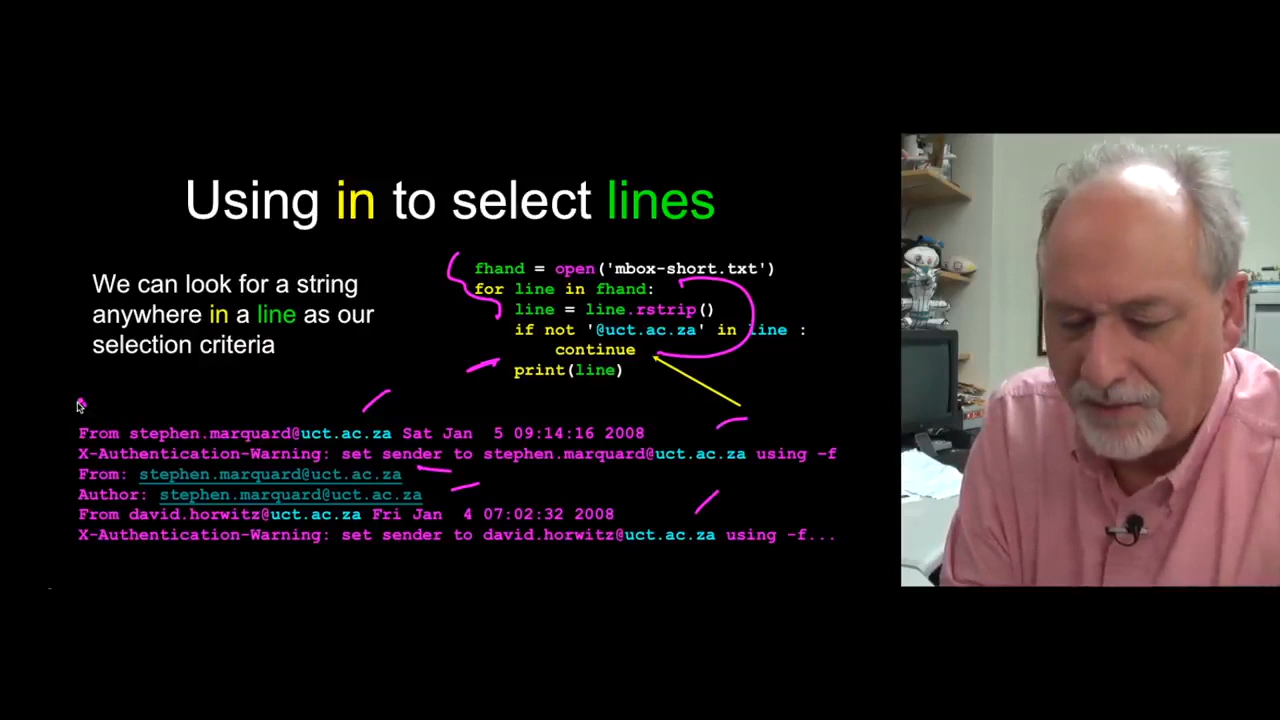 Using in to select lines
We can look for a string
anywhere in a line as our
selection criteria
fhand = open('mbox-short.txt')
for line in fhand:
line = line.rstrip()
if not '@uct.ac.za' in line :
continue
print(line)
From stephen.marquard@uct.ac.za Sat Jan  5 09:14:16 2008
X-Authentication-Warning: set sender to stephen.marquard@uct.ac.za using -f
From: stephen.marquard@uct.ac.za
Author: stephen.marquard@uct.ac.za
From david.horwitz@uct.ac.za Fri Jan  4 07:02:32 2008
X-Authentication-Warning: set sender to david.horwitz@uct.ac.za using -f...